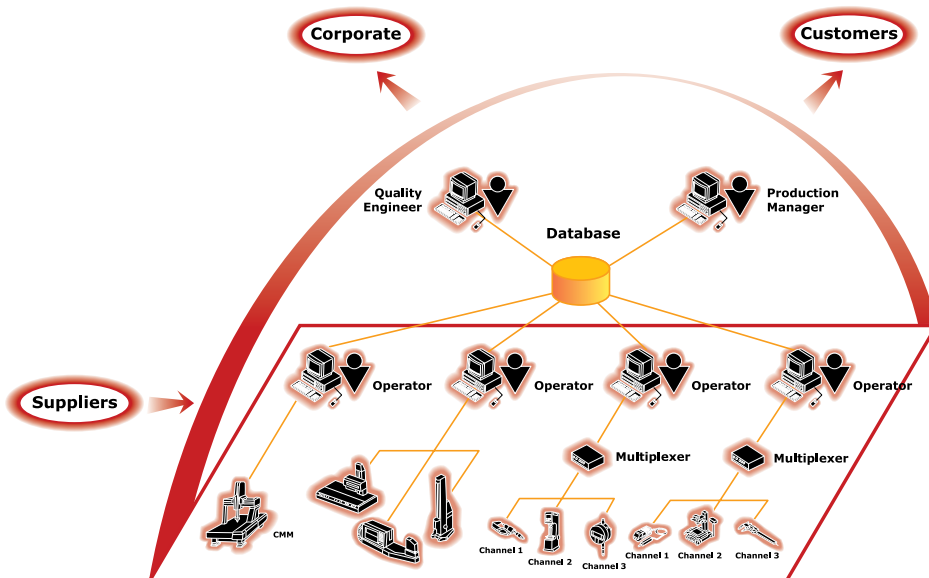 Corporate
Customers
Quality
Engineer
Production
Manager
Database
Operator
Operator
Operator
Operator
Suppliers
Multiplexer
Multiplexer
CMM
Channel 1
Channel 2
Channel 3
Channel 1
Channel 2
Channel 3